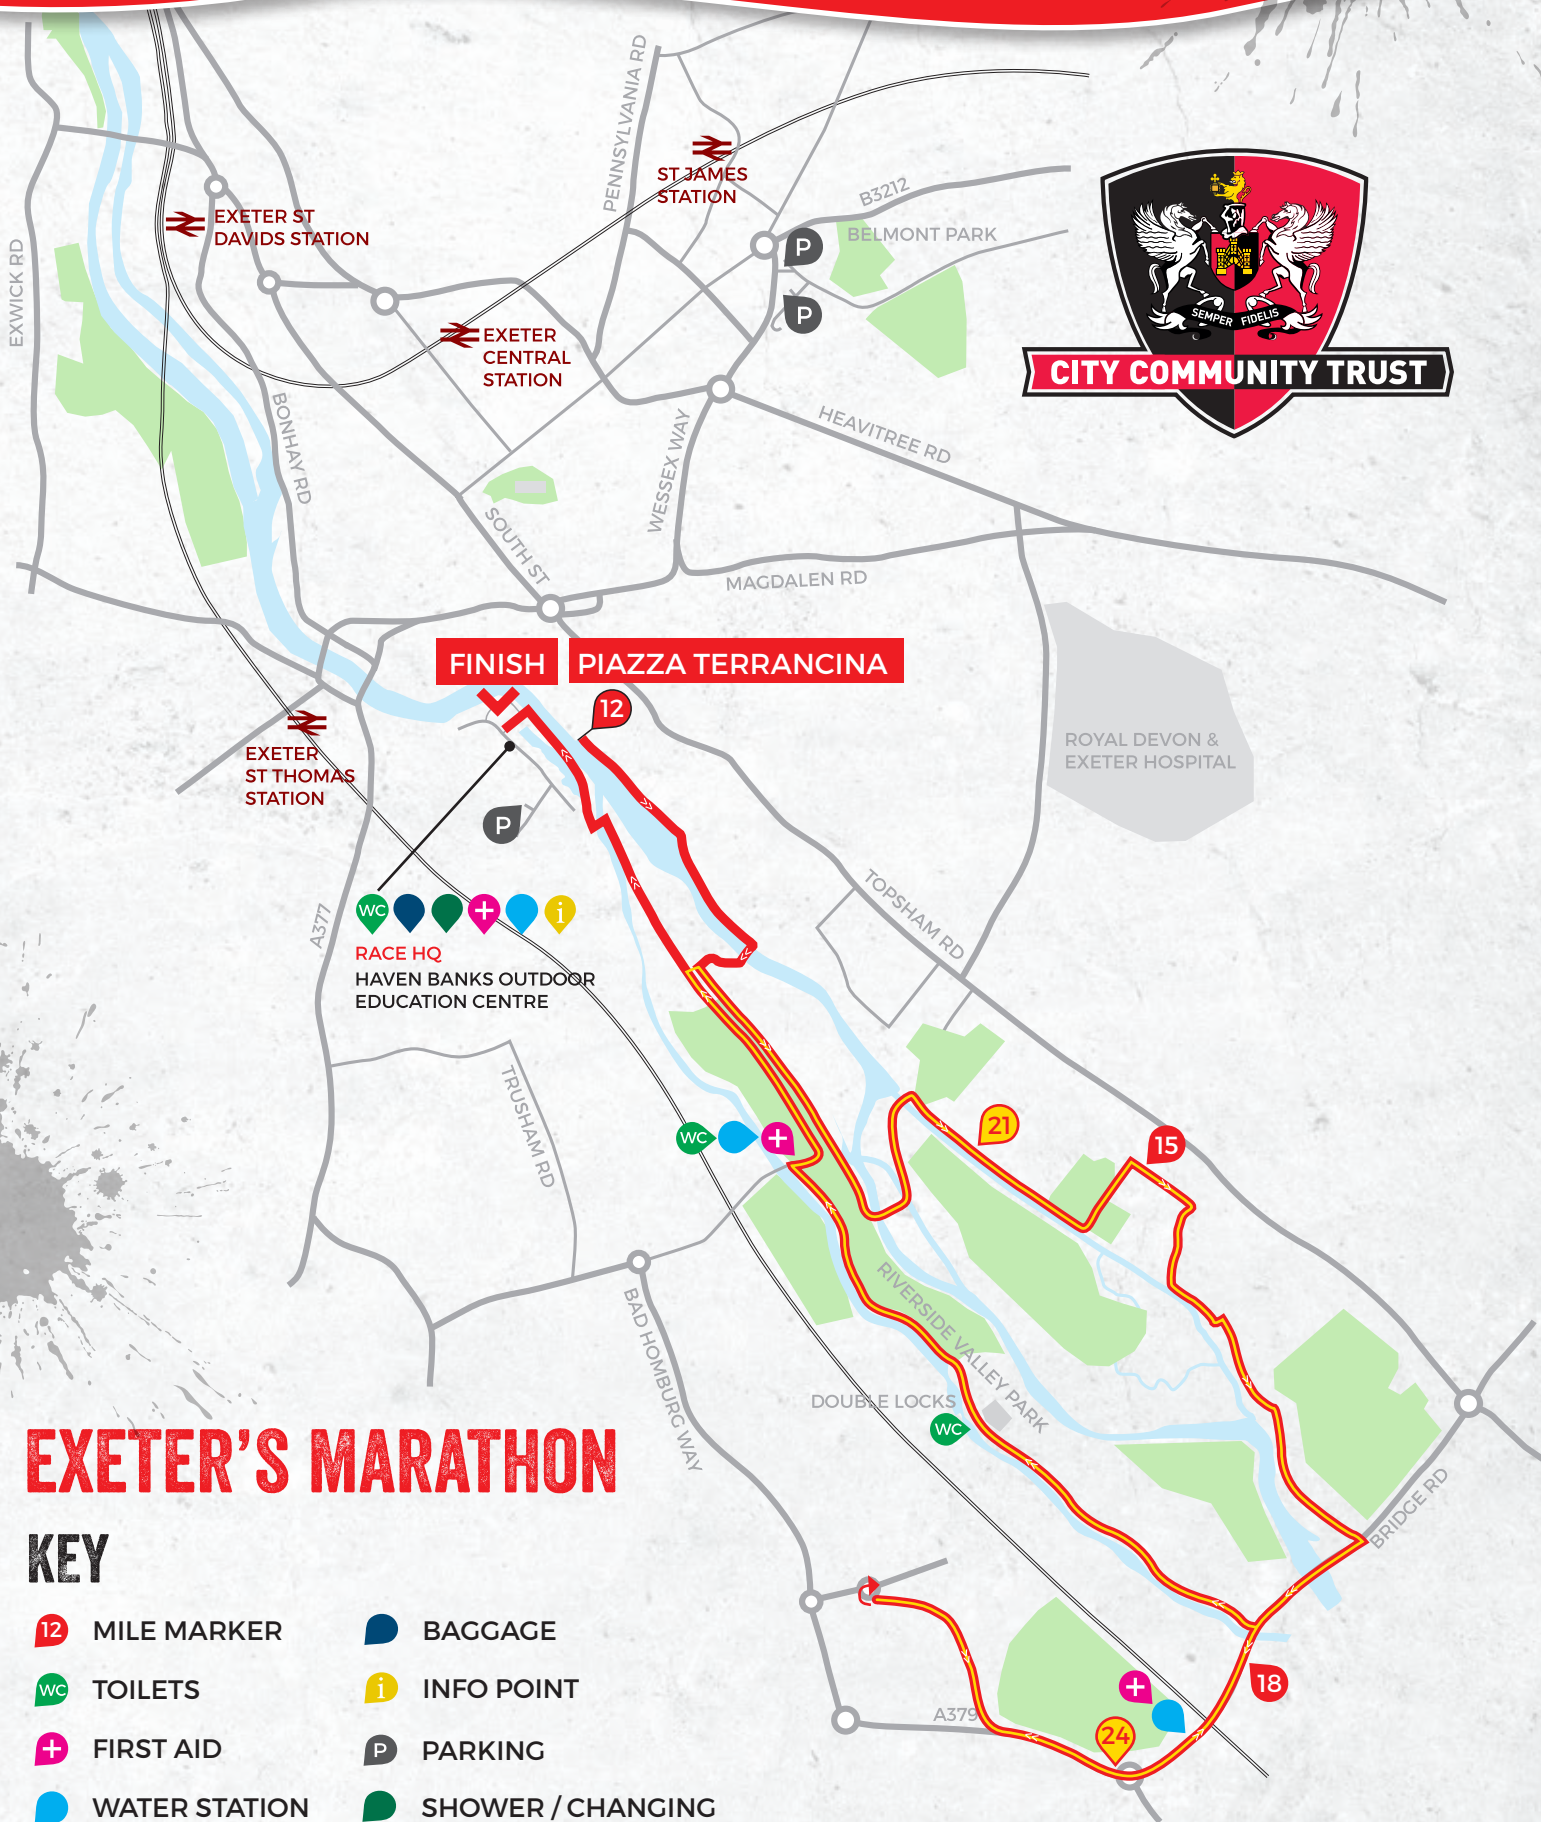 PENNSYLVANIA RD
ST JAMES
STATION
B3212
BELMONT PARK
P
P
EXETER ST
DAVIDS STATION
EXWICK RD
EXETER
CENTRAL
STATION
SEMPER FIDELIS
CITY COMMUNITY TRUST
BONHAY RD
HEAVITREE RD
WESSEX WAY
SOUTH ST
MAGDALEN RD
FINISH
PIAZZA TERRANCINA
12
ROYAL DEVON &
EXETER HOSPITAL
EXETER
ST THOMAS
STATION
P
A377
WC
i
RACE HQ
HAVEN BANKS OUTDOOR
EDUCATION CENTRE
TOPSHAM RD
TRUSHAM RD
WC
21
15
RIVERSIDE VALLEY PARK
BAD HOMBURG WAY
DOUBLE LOCKS
WC
BRIDGE RD
18
A379
24
EXETER'S MARATHON
KEY
12 MILE MARKER
WC TOILETS
FIRST AID
WATER STATION
BAGGAGE
i INFO POINT
P PARKING
SHOWER / CHANGING